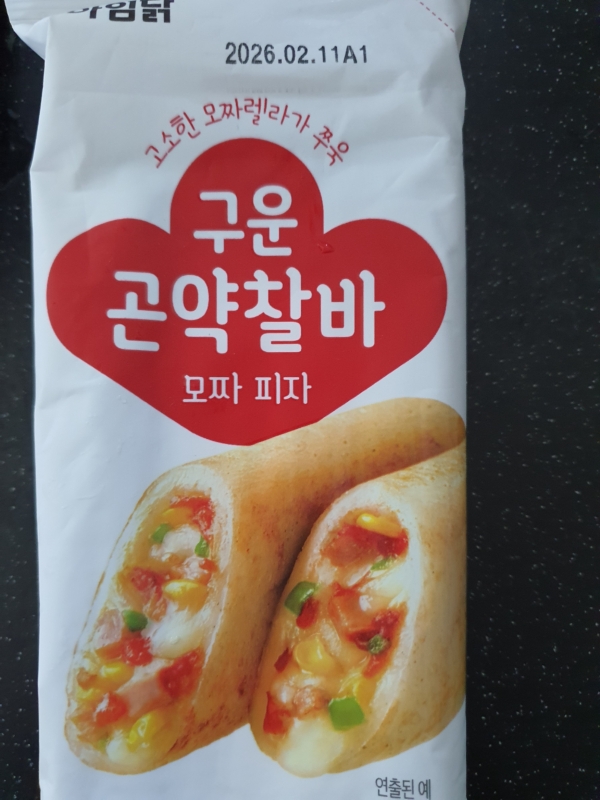 2026.02.11A1
고소한 모짜렐라가 쭈욱
구운
곤약찰바
모짜 피자
연출된 예